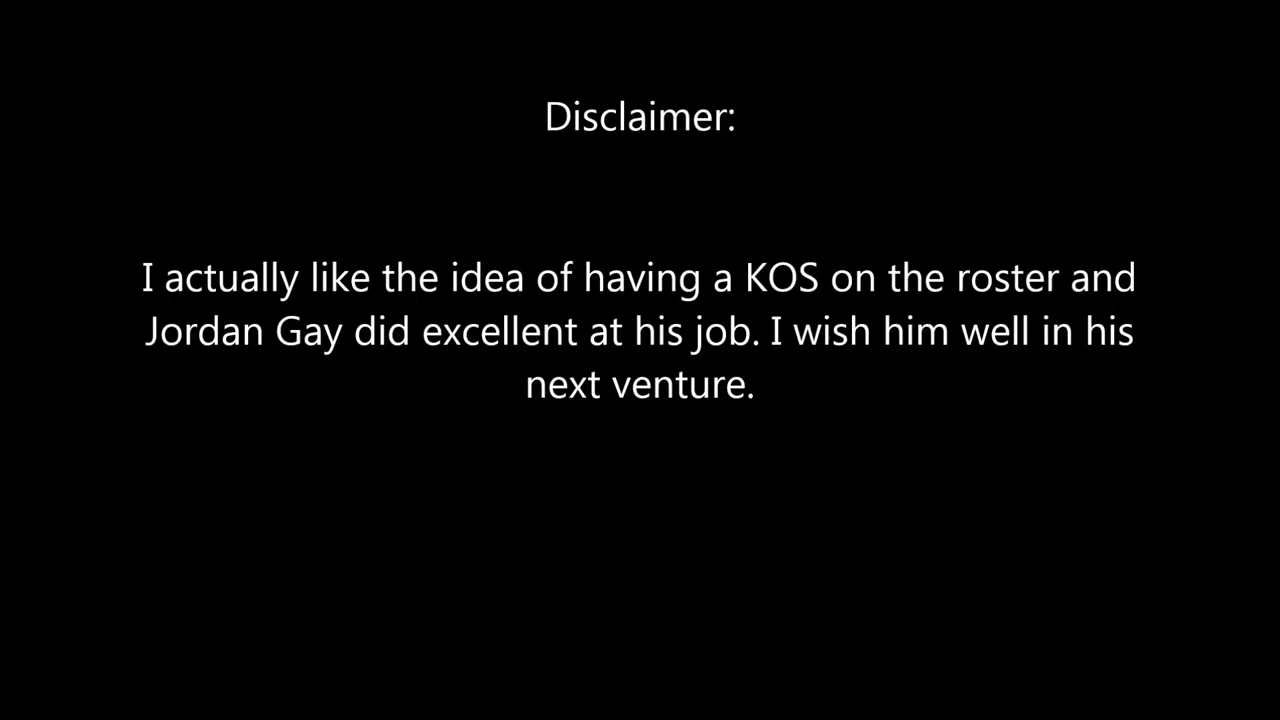 Disclaimer:
I actually like the idea of having a KOS on the roster and
Jordan Gay did excellent at his job. I wish him well in his
next venture.